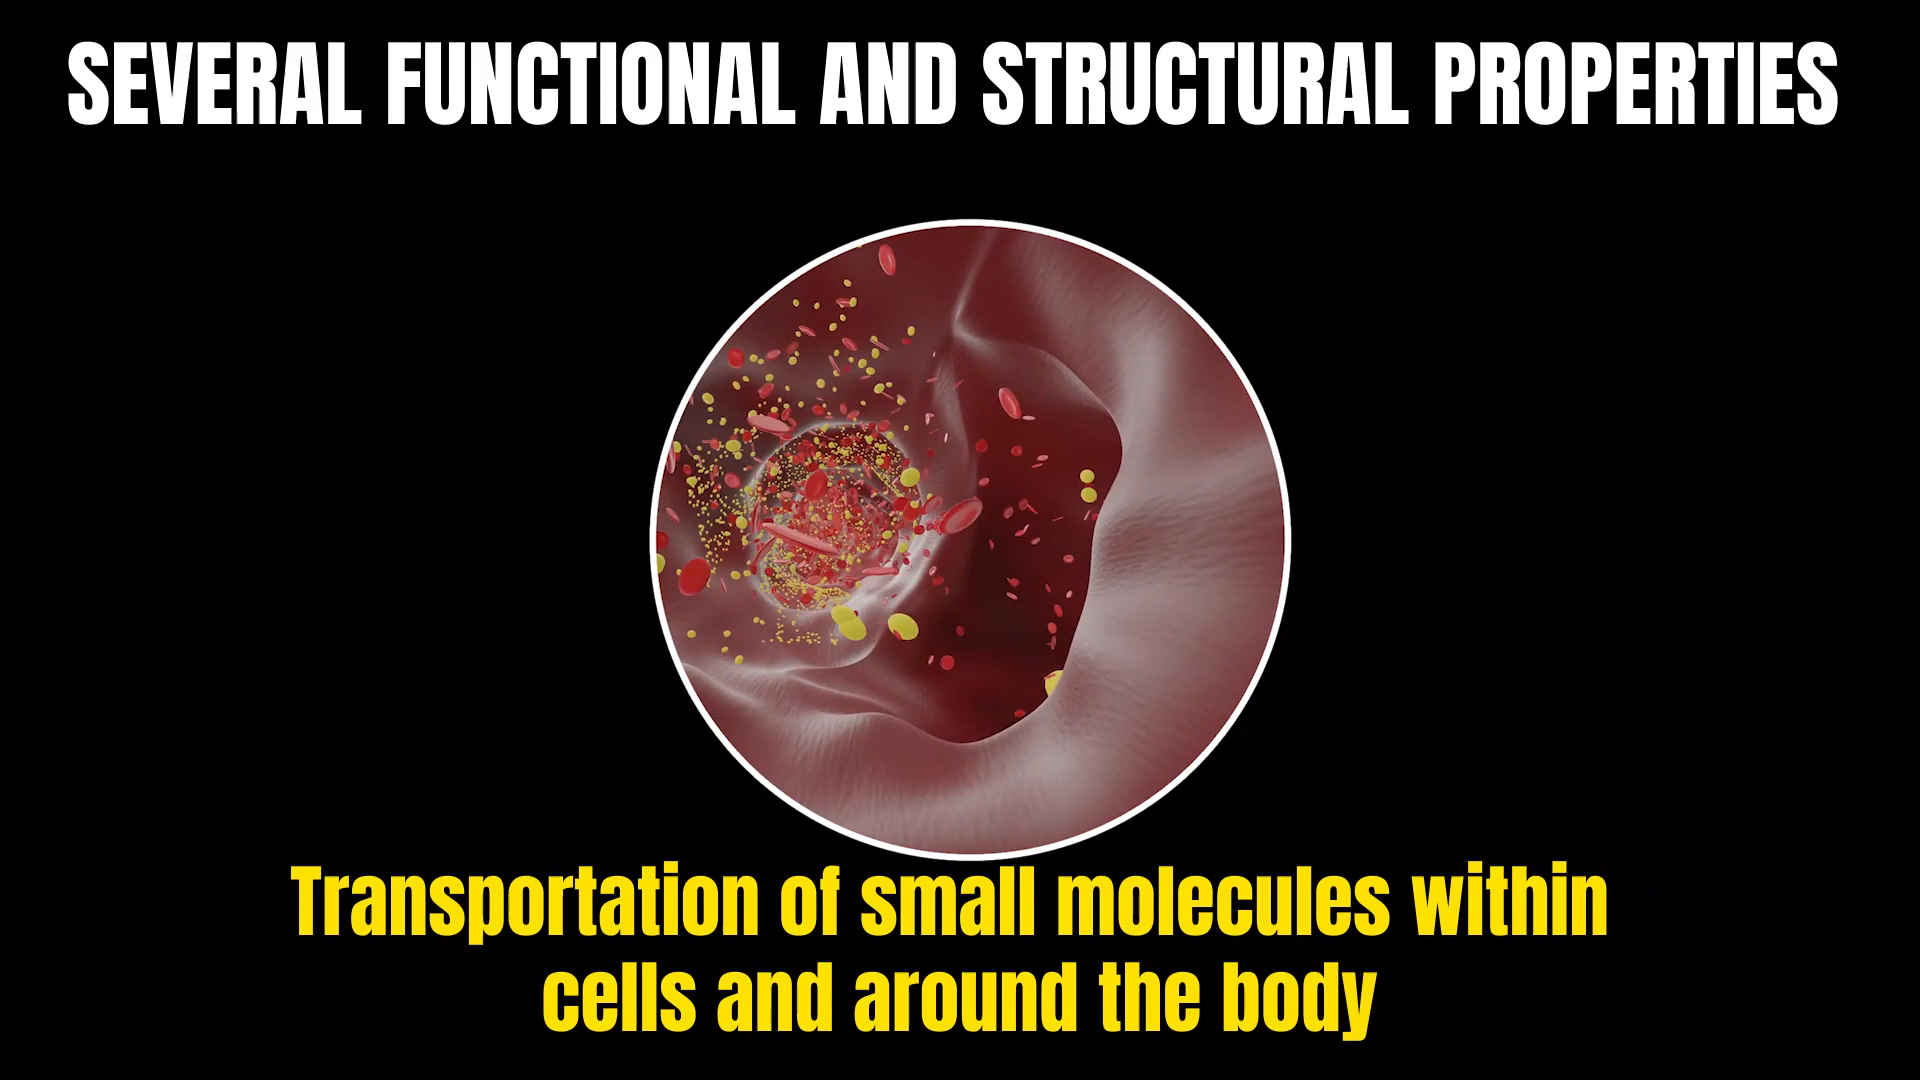 SEVERAL FUNCTIONAL AND STRUCTURAL PROPERTIES
Transportation of small molecules within
cells and around the body